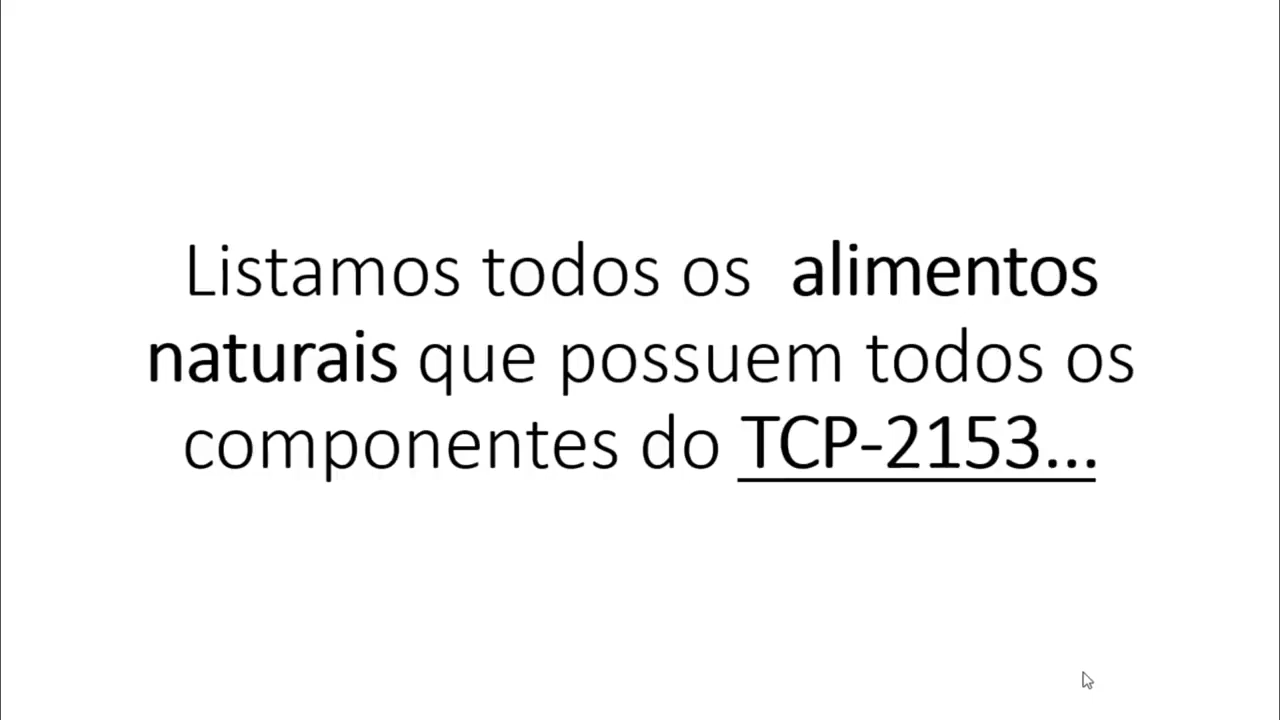 Listamos todos os alimentos
naturais que possuem todos os
componentes do TCP-2153...